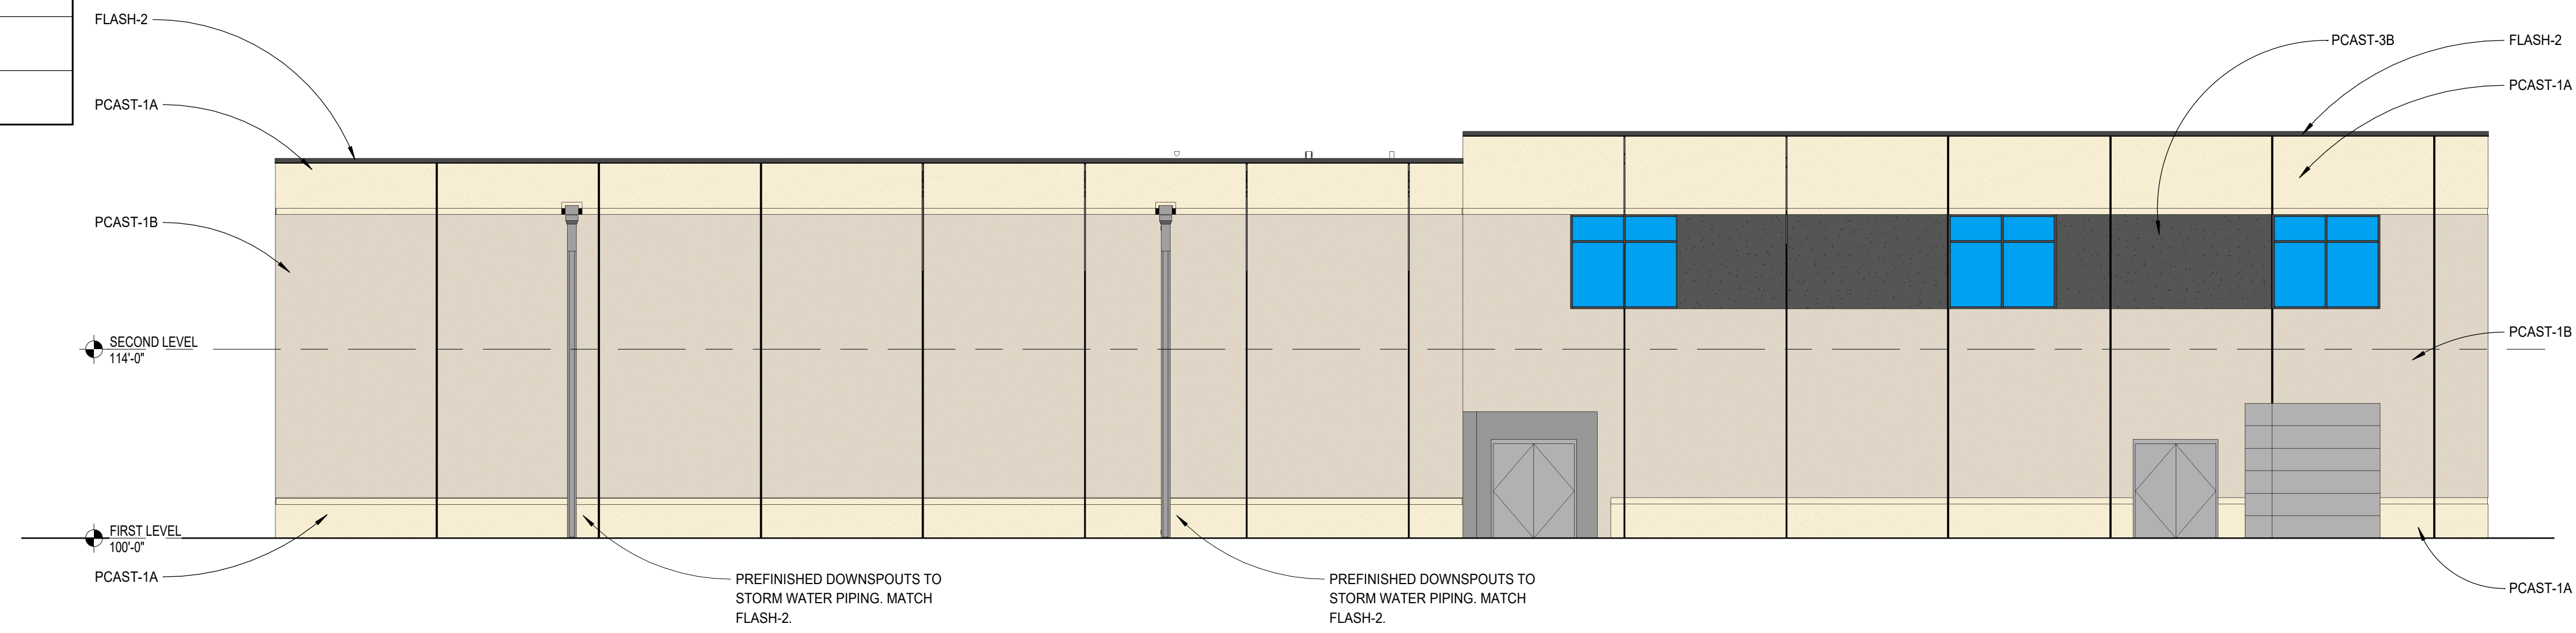 FLASH-2
PCAST-1A
PCAST-1B
SECOND LEVEL
114'-0"
FIRST LEVEL
100'-0"
PCAST-1A
PREFINISHED DOWNSPOUTS TO
STORM WATER PIPING. MATCH
FLASH-2.
PREFINISHED DOWNSPOUTS TO
STORM WATER PIPING. MATCH
FLASH-2.
PCAST-3B
FLASH-2
PCAST-1A
PCAST-1B
PCAST-1A